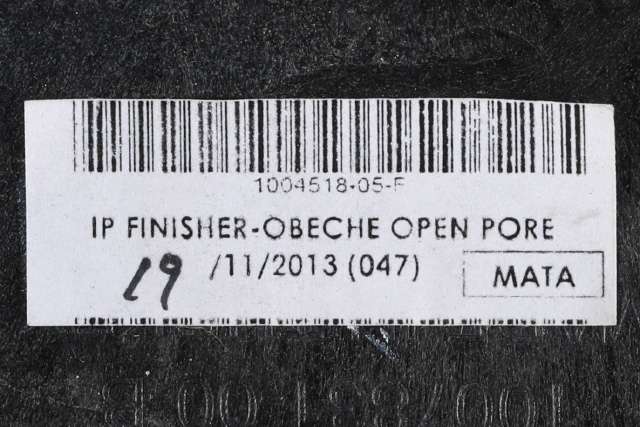 1004518-05-F
IP FINISHER-OBECHE OPEN PORE
19 /11/2013 (047)
MATA